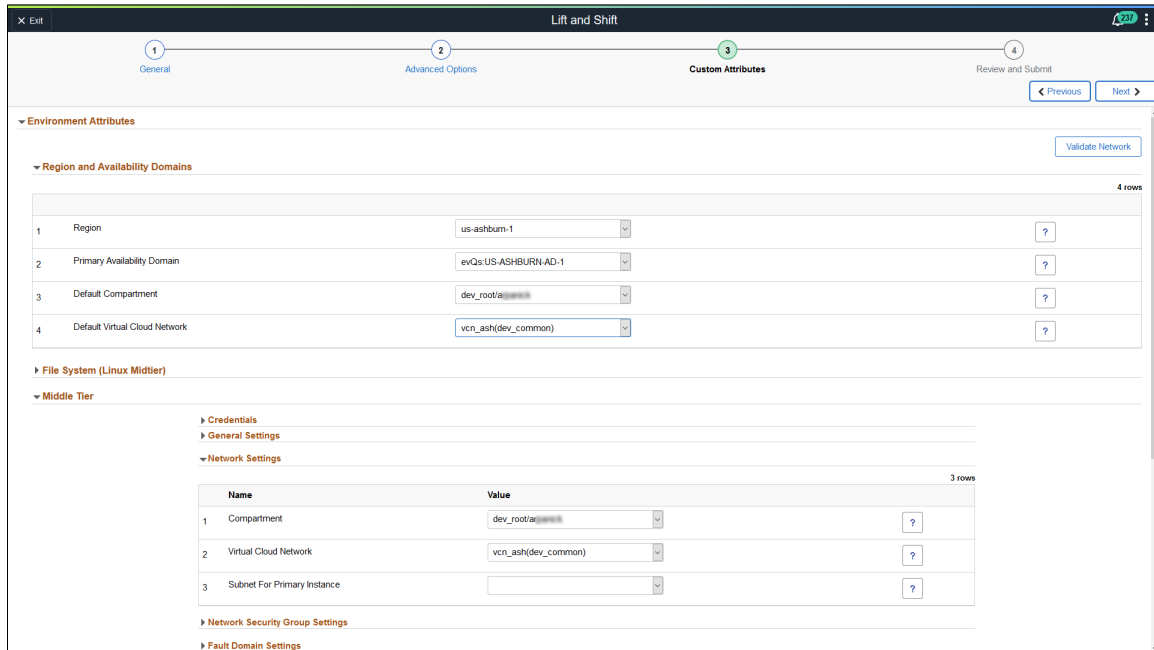 × Exit Lift and Shift 237
1 2 3 4
General Advanced Options Custom Attributes Review and Submit
Previous Next
Environment Attributes
Validate Network
Region and Availability Domains
4 rows
1 Region us-ashburn-1 ?
2 Primary Availability Domain evQs:US-ASHBURN-AD-1 ?
3 Default Compartment dev_root/a ?
4 Default Virtual Cloud Network vcn_ash(dev_common) ?
File System (Linux Midtier)
Middle Tier
Credentials
General Settings
Network Settings
3 rows
Name Value
1 Compartment dev_root/a ?
2 Virtual Cloud Network vcn_ash(dev_common) ?
3 Subnet For Primary Instance ?
Network Security Group Settings
Fault Domain Settings